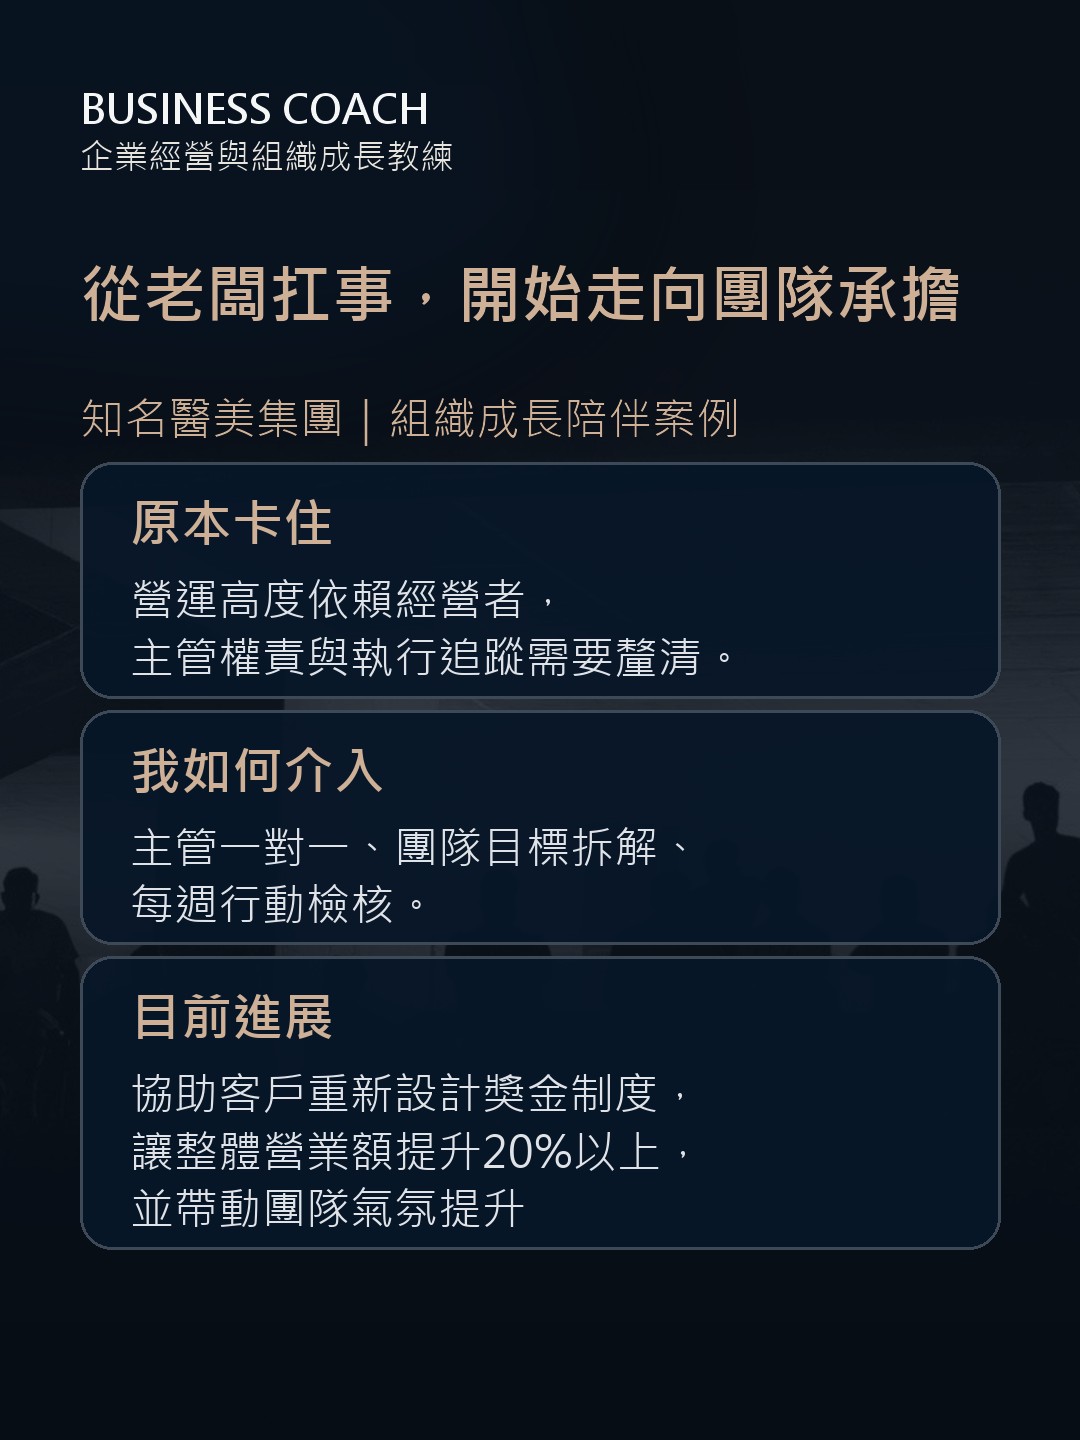 BUSINESS COACH
企業經營與組織成長教練
從老闆扛事，開始走向團隊承擔
知名醫美集團｜組織成長陪伴案例
原本卡住
營運高度依賴經營者，
主管權責與執行追蹤需要釐清。
我如何介入
主管一對一、團隊目標拆解、
每週行動檢核。
目前進展
協助客戶重新設計獎金制度，
讓整體營業額提升20%以上，
並帶動團隊氣氛提升